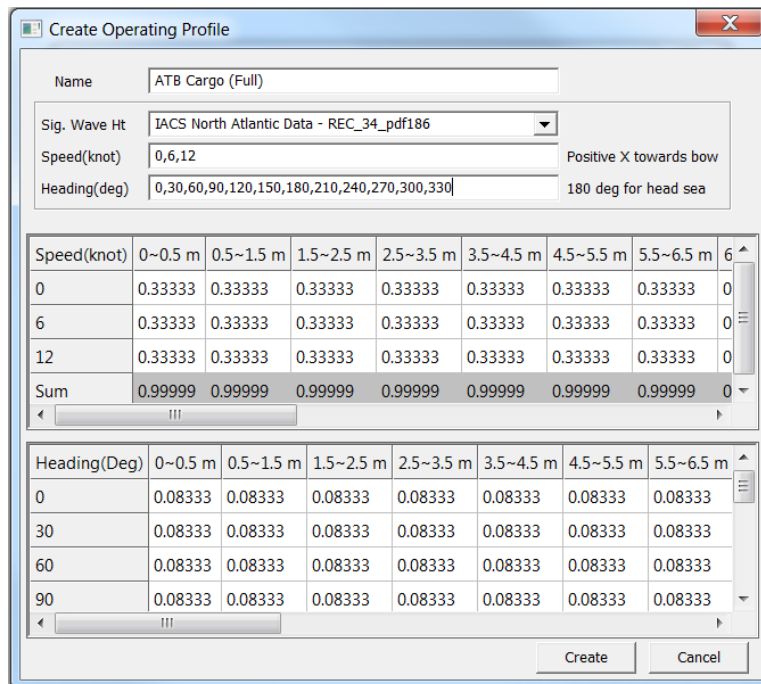 Create Operating Profile
Name ATB Cargo (Full)
Sig. Wave Ht IACS North Atlantic Data - REC_34_pdf186
Speed(knot) 0,6,12 Positive X towards bow
Heading(deg) 0,30,60,90,120,150,180,210,240,270,300,330 180 deg for head sea
Speed(knot) 0~0.5 m 0.5~1.5 m 1.5~2.5 m 2.5~3.5 m 3.5~4.5 m 4.5~5.5 m 5.5~6.5 m 6
0 0.33333 0.33333 0.33333 0.33333 0.33333 0.33333 0.33333 0
6 0.33333 0.33333 0.33333 0.33333 0.33333 0.33333 0.33333 0
12 0.33333 0.33333 0.33333 0.33333 0.33333 0.33333 0.33333 0
Sum 0.99999 0.99999 0.99999 0.99999 0.99999 0.99999 0.99999 0
Heading(Deg) 0~0.5 m 0.5~1.5 m 1.5~2.5 m 2.5~3.5 m 3.5~4.5 m 4.5~5.5 m 5.5~6.5 m
0 0.08333 0.08333 0.08333 0.08333 0.08333 0.08333 0.08333
30 0.08333 0.08333 0.08333 0.08333 0.08333 0.08333 0.08333
60 0.08333 0.08333 0.08333 0.08333 0.08333 0.08333 0.08333
90 0.08333 0.08333 0.08333 0.08333 0.08333 0.08333 0.08333
Create Cancel